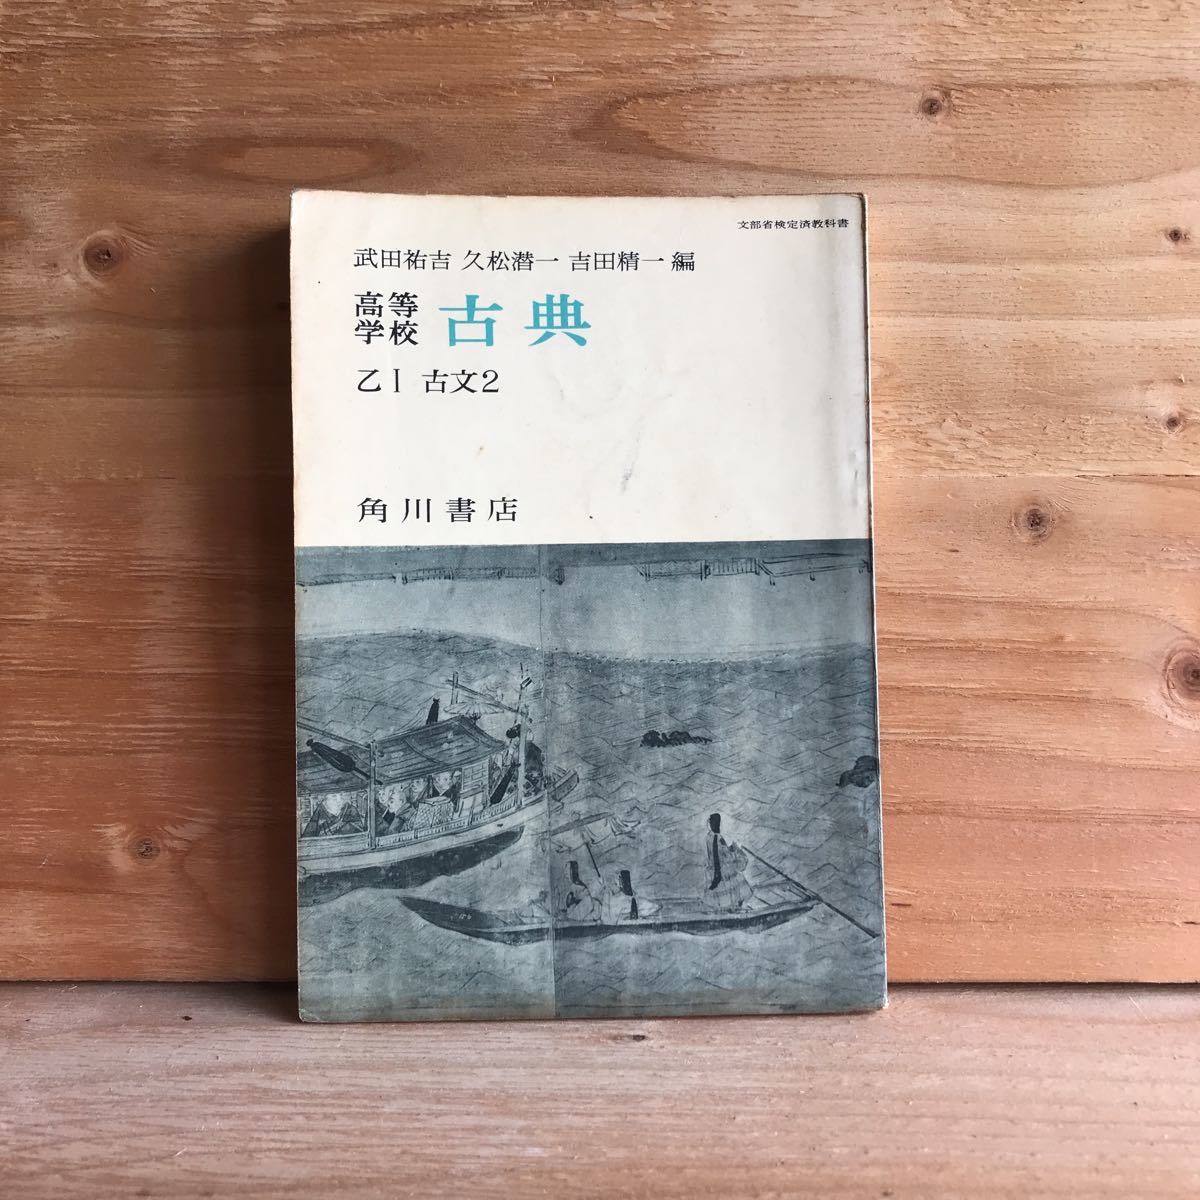 文部省検定済教科書
武田祐吉 久松潜一 吉田精一 編
高等学校 古典
乙Ⅰ 古文2
角川書店